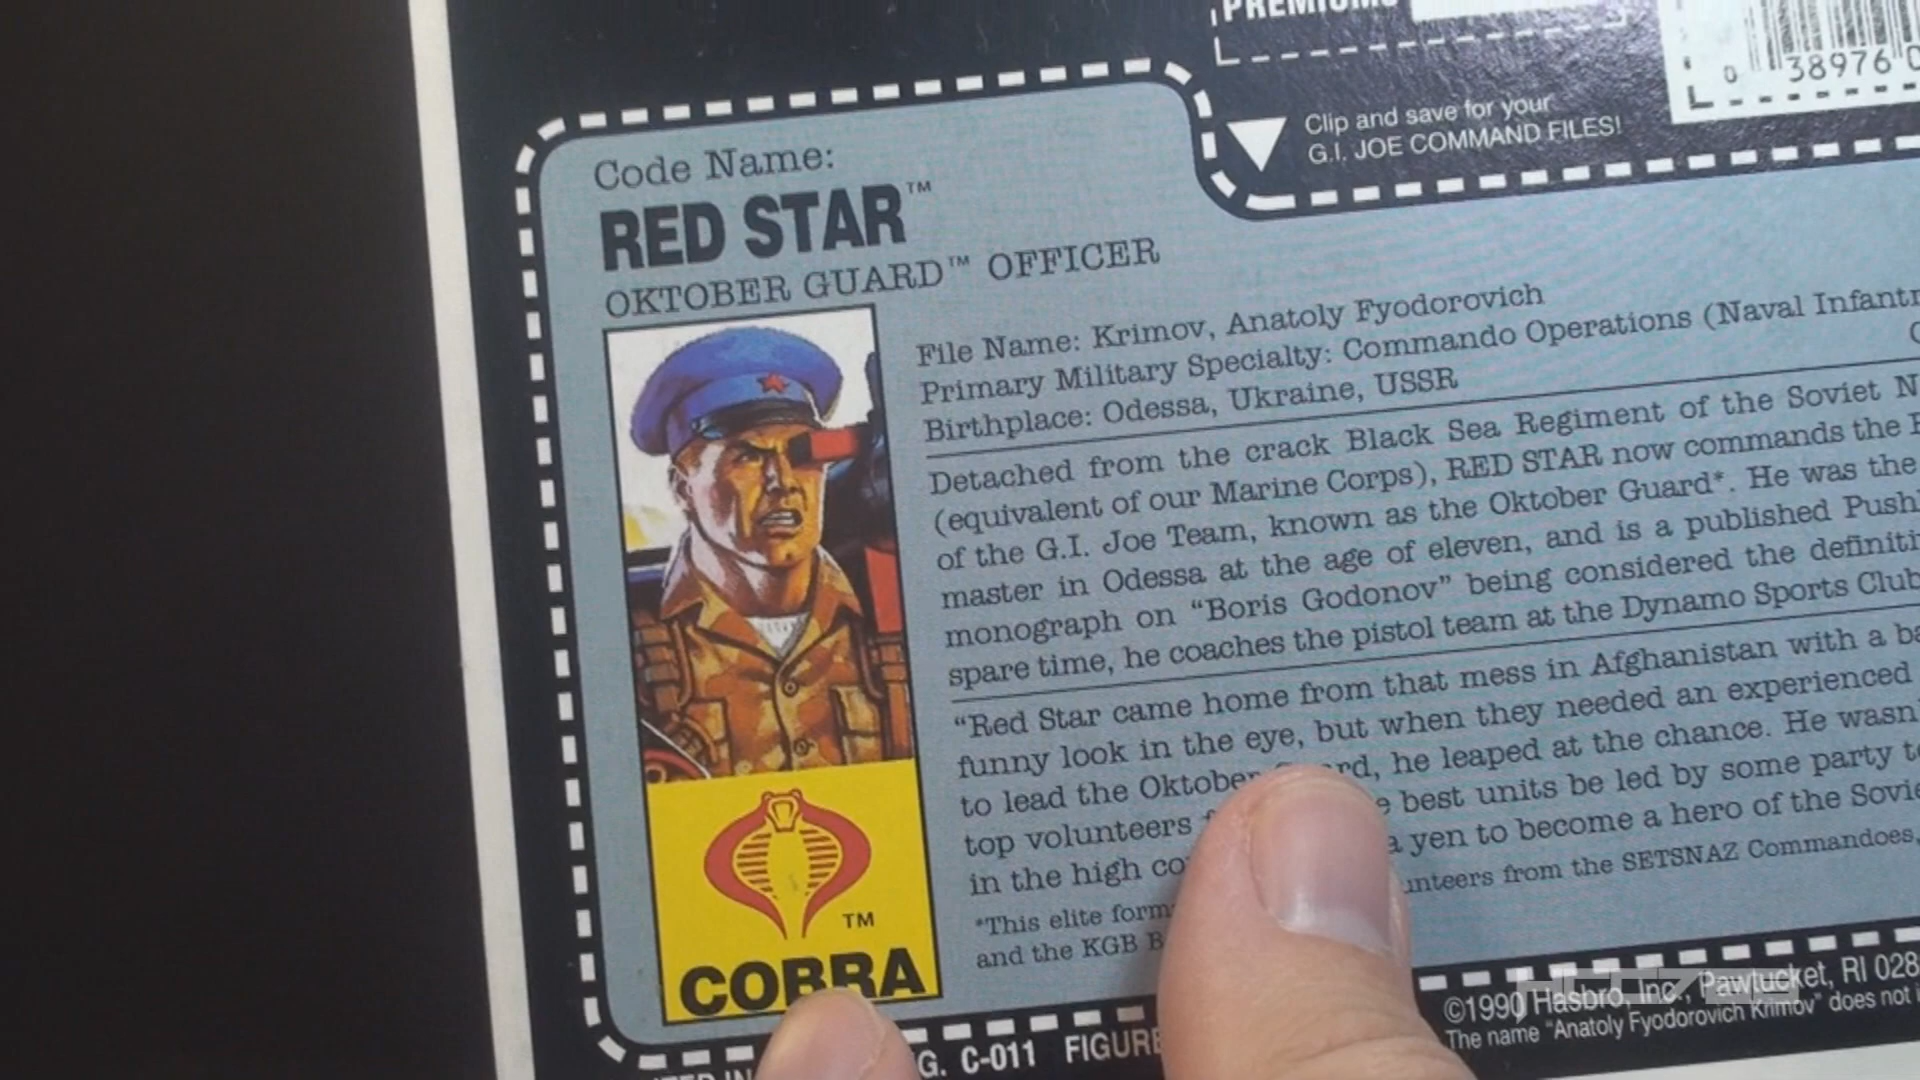 PREMIUMS
0 38976
Clip and save for your
G.I. JOE COMMAND FILES!
Code Name:
RED STAR™
OKTOBER GUARD™ OFFICER
File Name: Krimov, Anatoly Fyodorovich
Primary Military Specialty: Commando Operations (Naval Infantr
Birthplace: Odessa, Ukraine, USSR
Detached from the crack Black Sea Regiment of the Soviet N
(equivalent of our Marine Corps), RED STAR now commands the
of the G.I. Joe Team, known as the Oktober Guard*. He was the
master in Odessa at the age of eleven, and is a published Push
monograph on “Boris Godonov” being considered the definiti
spare time, he coaches the pistol team at the Dynamo Sports Club
“Red Star came home from that mess in Afghanistan with a ba
funny look in the eye, but when they needed an experienced
to lead the Oktober rd, he leaped at the chance. He wasn
top volunteers e best units be led by some party t
in the high co a yen to become a hero of the Sovie
*This elite form unteers from the SETSNAZ Commandoes,
and the KGB B
TM
COBRA
©1990 Hasbro, Inc., Pawtucket, RI 028
The name “Anatoly Fyodorovich Krimov” does not i
G. C-011 FIGURE